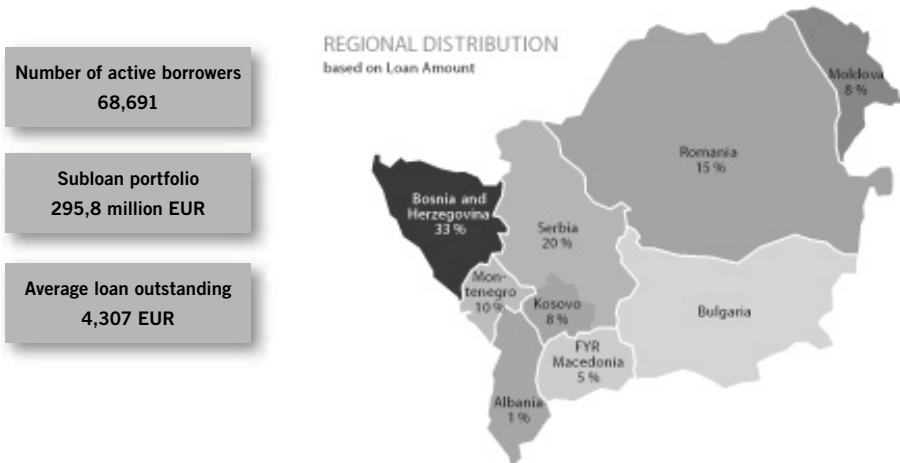 Number of active borrowers
68,691
Subloan portfolio
295,8 million EUR
Average loan outstanding
4,307 EUR
REGIONAL DISTRIBUTION
based on Loan Amount
Moldova
8 %
Romania
15 %
Bosnia and
Herzegovina
33 %
Serbia
20 %
Mon-
tenegro
10 %
Kosovo
8 %
Bulgaria
FYR
Macedonia
5 %
Albania
1 %